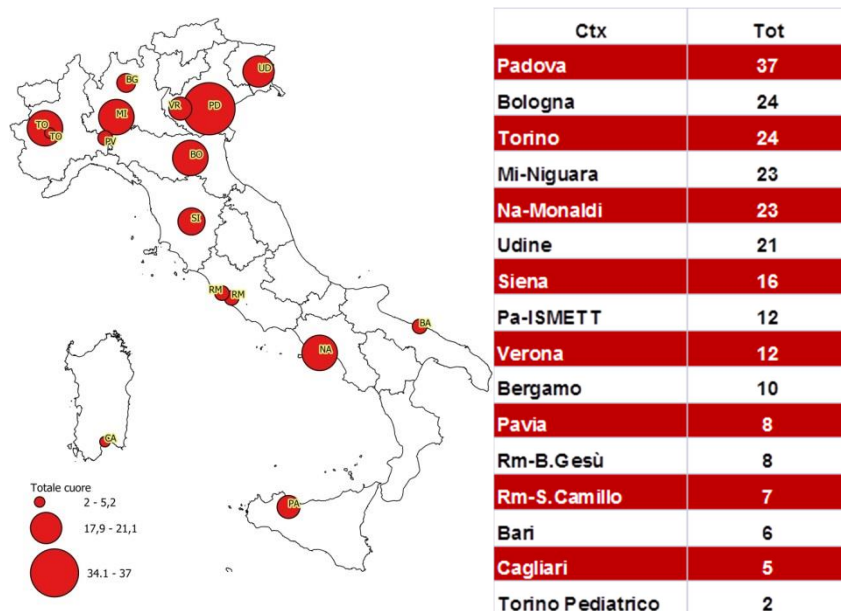 BG
UD
VR
PD
MI
TO
TO
PV
BO
SI
RM
RM
BA
NA
CA
PA
Totale cuore
2 - 5,2
17,9 - 21,1
34.1 - 37
Ctx Tot
Padova 37
Bologna 24
Torino 24
Mi-Niguara 23
Na-Monaldi 23
Udine 21
Siena 16
Pa-ISMETT 12
Verona 12
Bergamo 10
Pavia 8
Rm-B.Gesù 8
Rm-S.Camillo 7
Bari 6
Cagliari 5
Torino Pediatrico 2